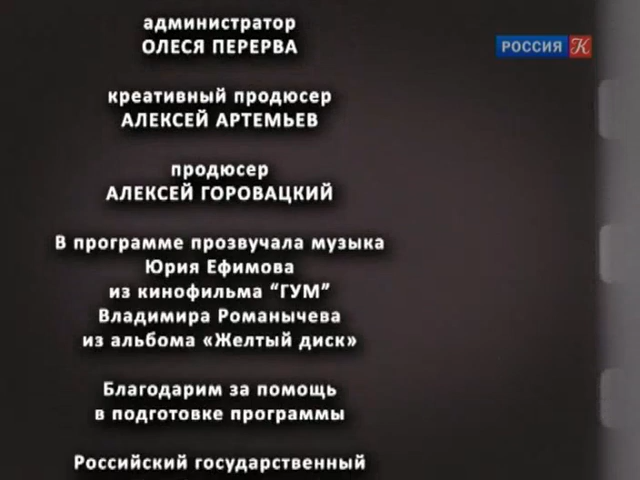 администратор
ОЛЕСЯ ПЕРЕРВА
РОССИЯ К
креативный продюсер
АЛЕКСЕЙ АРТЕМЬЕВ
продюсер
АЛЕКСЕЙ ГОРОВАЦКИЙ
В программе прозвучала музыка
Юрия Ефимова
из кинофильма “ГУМ”
Владимира Романычева
из альбома «Желтый диск»
Благодарим за помощь
в подготовке программы
Российский государственный